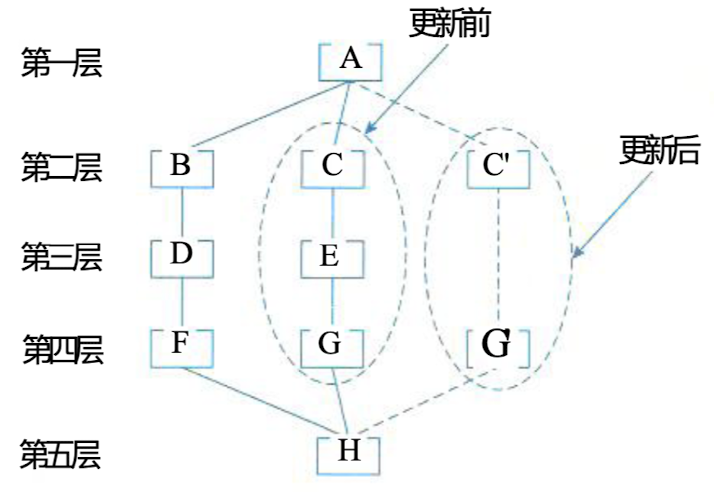 更新前
第一层 A
第二层 B C C' 更新后
第三层 D E
第四层 F G G'
第五层 H